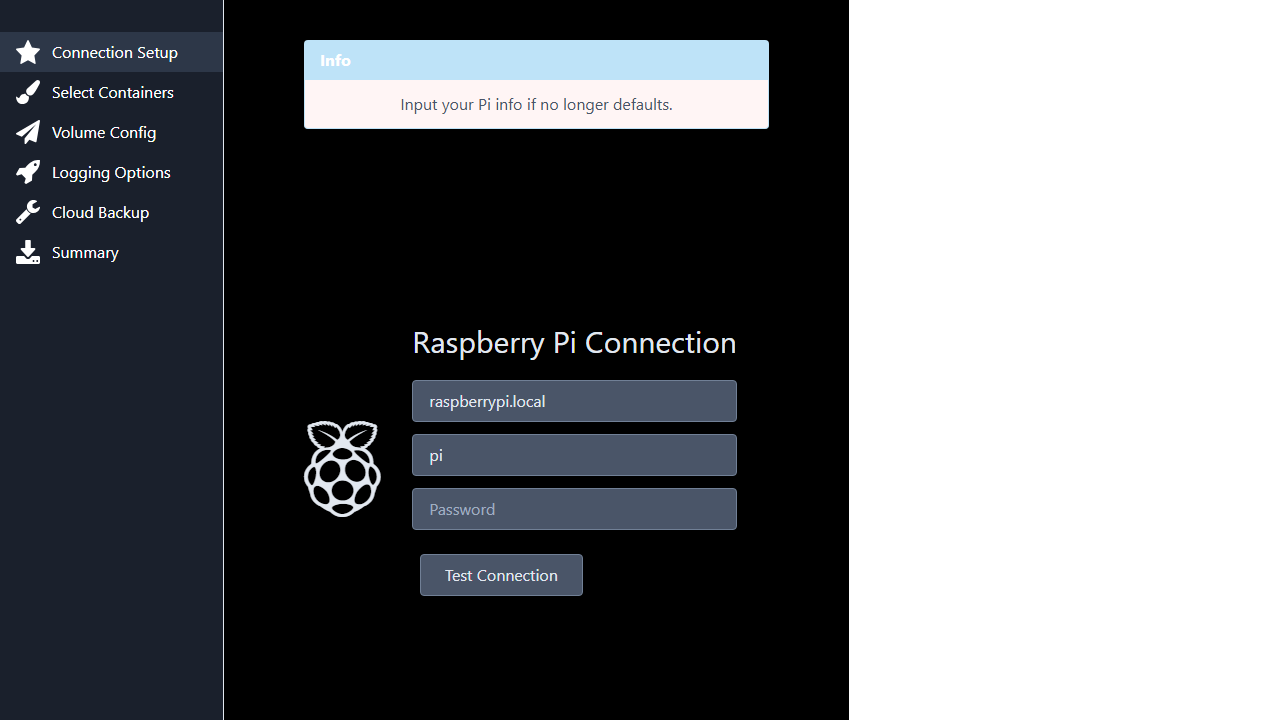 Connection Setup
Select Containers
Volume Config
Logging Options
Cloud Backup
Summary
Info
Input your Pi info if no longer defaults.
Raspberry Pi Connection
raspberrypi.local
pi
Password
Test Connection